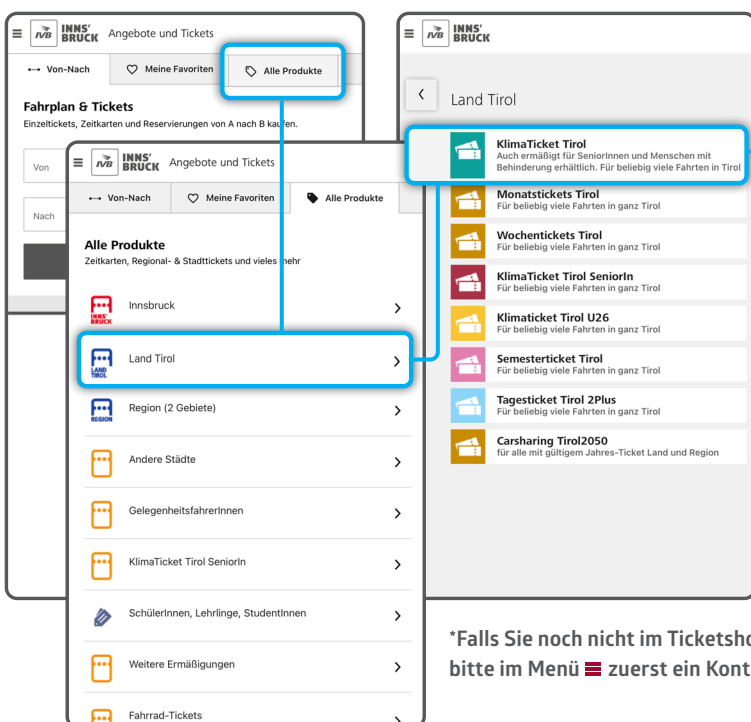 IVB INNS'
BRUCK Angebote und Tickets
Von-Nach Meine Favoriten Alle Produkte
Fahrplan & Tickets
Einzeltickets, Zeitkarten und Reservierungen von A nach B kaufen.
Von
Nach
IVB INNS'
BRUCK Angebote und Tickets
Von-Nach Meine Favoriten Alle Produkte
Alle Produkte
Zeitkarten, Regional- & Stadttickets und vieles mehr
INNS'
BRUCK
Innsbruck
LAND
TIROL
Land Tirol
REGION
Region (2 Gebiete)
Andere Städte
GelegenheitsfahrerInnen
KlimaTicket Tirol SeniorIn
SchülerInnen, Lehrlinge, StudentInnen
Weitere Ermäßigungen
Fahrrad-Tickets
IVB INNS'
BRUCK
Land Tirol
KlimaTicket Tirol
Auch ermäßigt für SeniorInnen und Menschen mit
Behinderung erhältlich. Für beliebig viele Fahrten in Tirol
Monatstickets Tirol
Für beliebig viele Fahrten in ganz Tirol
Wochentickets Tirol
Für beliebig viele Fahrten in ganz Tirol
KlimaTicket Tirol SeniorIn
Für beliebig viele Fahrten in ganz Tirol
Klimaticket Tirol U26
Für beliebig viele Fahrten in ganz Tirol
Semesterticket Tirol
Für beliebig viele Fahrten in ganz Tirol
Tagesticket Tirol 2Plus
Für beliebig viele Fahrten in ganz Tirol
Carsharing Tirol2050
für alle mit gültigem Jahres-Ticket Land und Region
*Falls Sie noch nicht im Ticketsho
bitte im Menü zuerst ein Kont